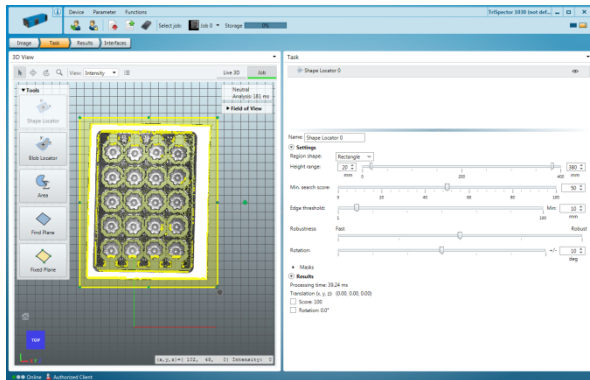 Device Parameter Functions
TriSpector 1030 (not def...
Select job: Job 0 Storage: 0%
Image Task Results Interfaces
3D View
Task
View: Intensity
Live 3D Job
Shape Locator 0
Tools
Neutral
Analysis: 161 ms
Field of View
Shape Locator
Blob Locator
Area
Find Plane
Fixed Plane
Name: Shape Locator 0
Settings
Region shape: Rectangle
Height range: 20 380
mm 0 200 400 mm
Min. search score: 50
0 20 40 60 80 100
Edge threshold: Min: 10
1 100 mm
Robustness: Fast Robust
Rotation: +/- 10
deg
Masks
Results
Processing time: 39.24 ms
Translation (x, y, z): (0.00; 0.00; 0.00)
Score: 100
Rotation: 0.0°
TOP
Online Authorized Client